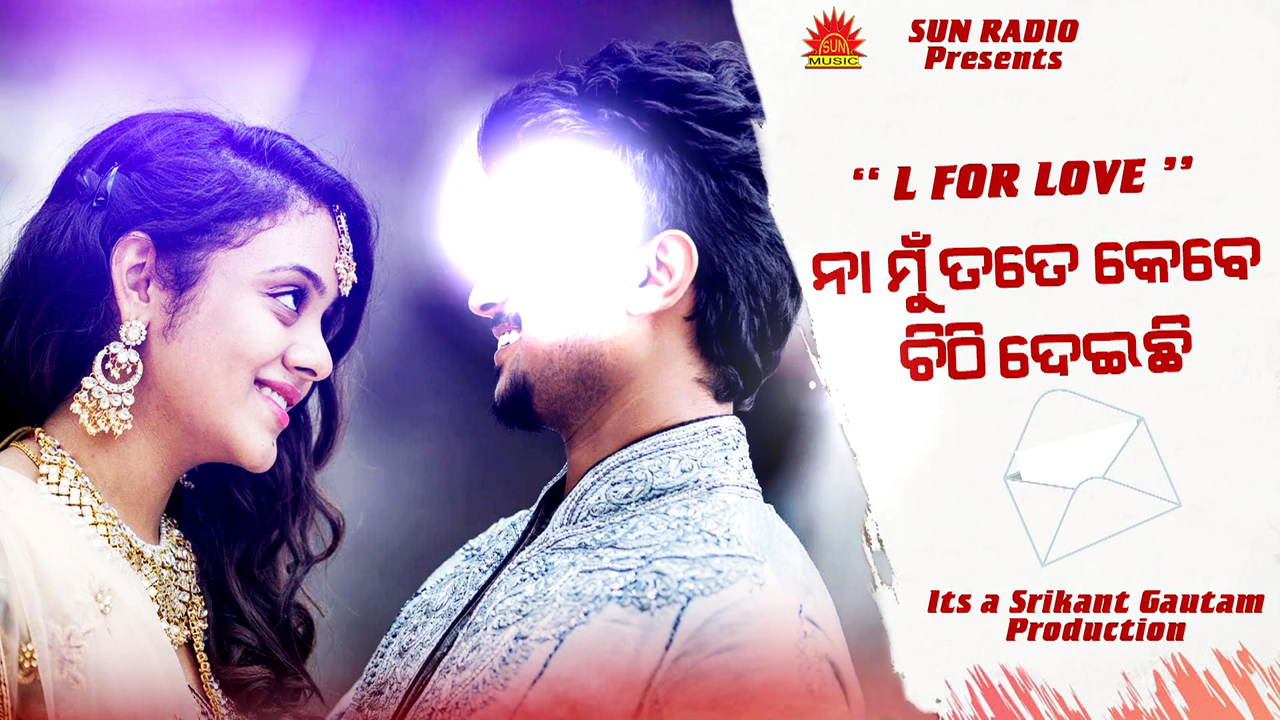 SUN
MUSIC
SUN RADIO
Presents
“ L FOR LOVE ”
ନା ମୁଁ ତତେ କେବେ
ଚିଠି ଦେଇଛି
Its a Srikant Gautam
Production